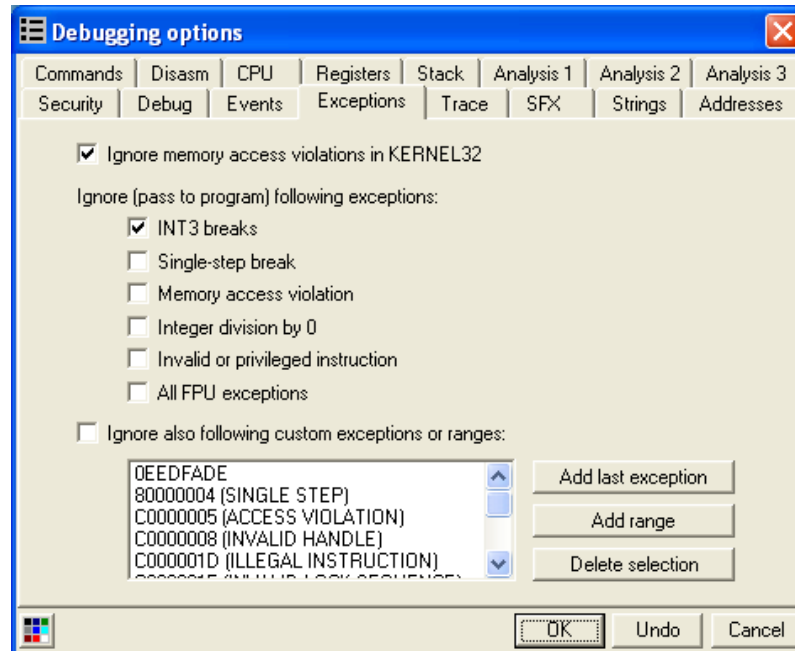 Debugging options
Commands Disasm CPU Registers Stack Analysis 1 Analysis 2 Analysis 3
Security Debug Events Exceptions Trace SFX Strings Addresses
Ignore memory access violations in KERNEL32
Ignore (pass to program) following exceptions:
INT3 breaks
Single-step break
Memory access violation
Integer division by 0
Invalid or privileged instruction
All FPU exceptions
Ignore also following custom exceptions or ranges:
0EEDFADE
80000004 (SINGLE STEP)
C0000005 (ACCESS VIOLATION)
C0000008 (INVALID HANDLE)
C000001D (ILLEGAL INSTRUCTION)
Add last exception
Add range
Delete selection
OK Undo Cancel